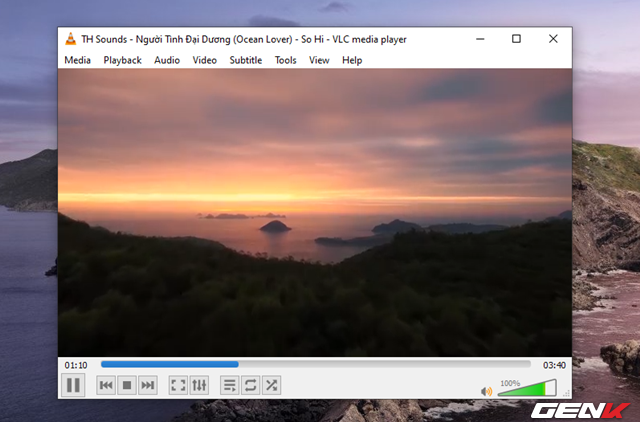 TH Sounds - Người Tình Đại Dương (Ocean Lover) - So Hi - VLC media player
Media Playback Audio Video Subtitle Tools View Help
01:10 03:40
100%
GENK